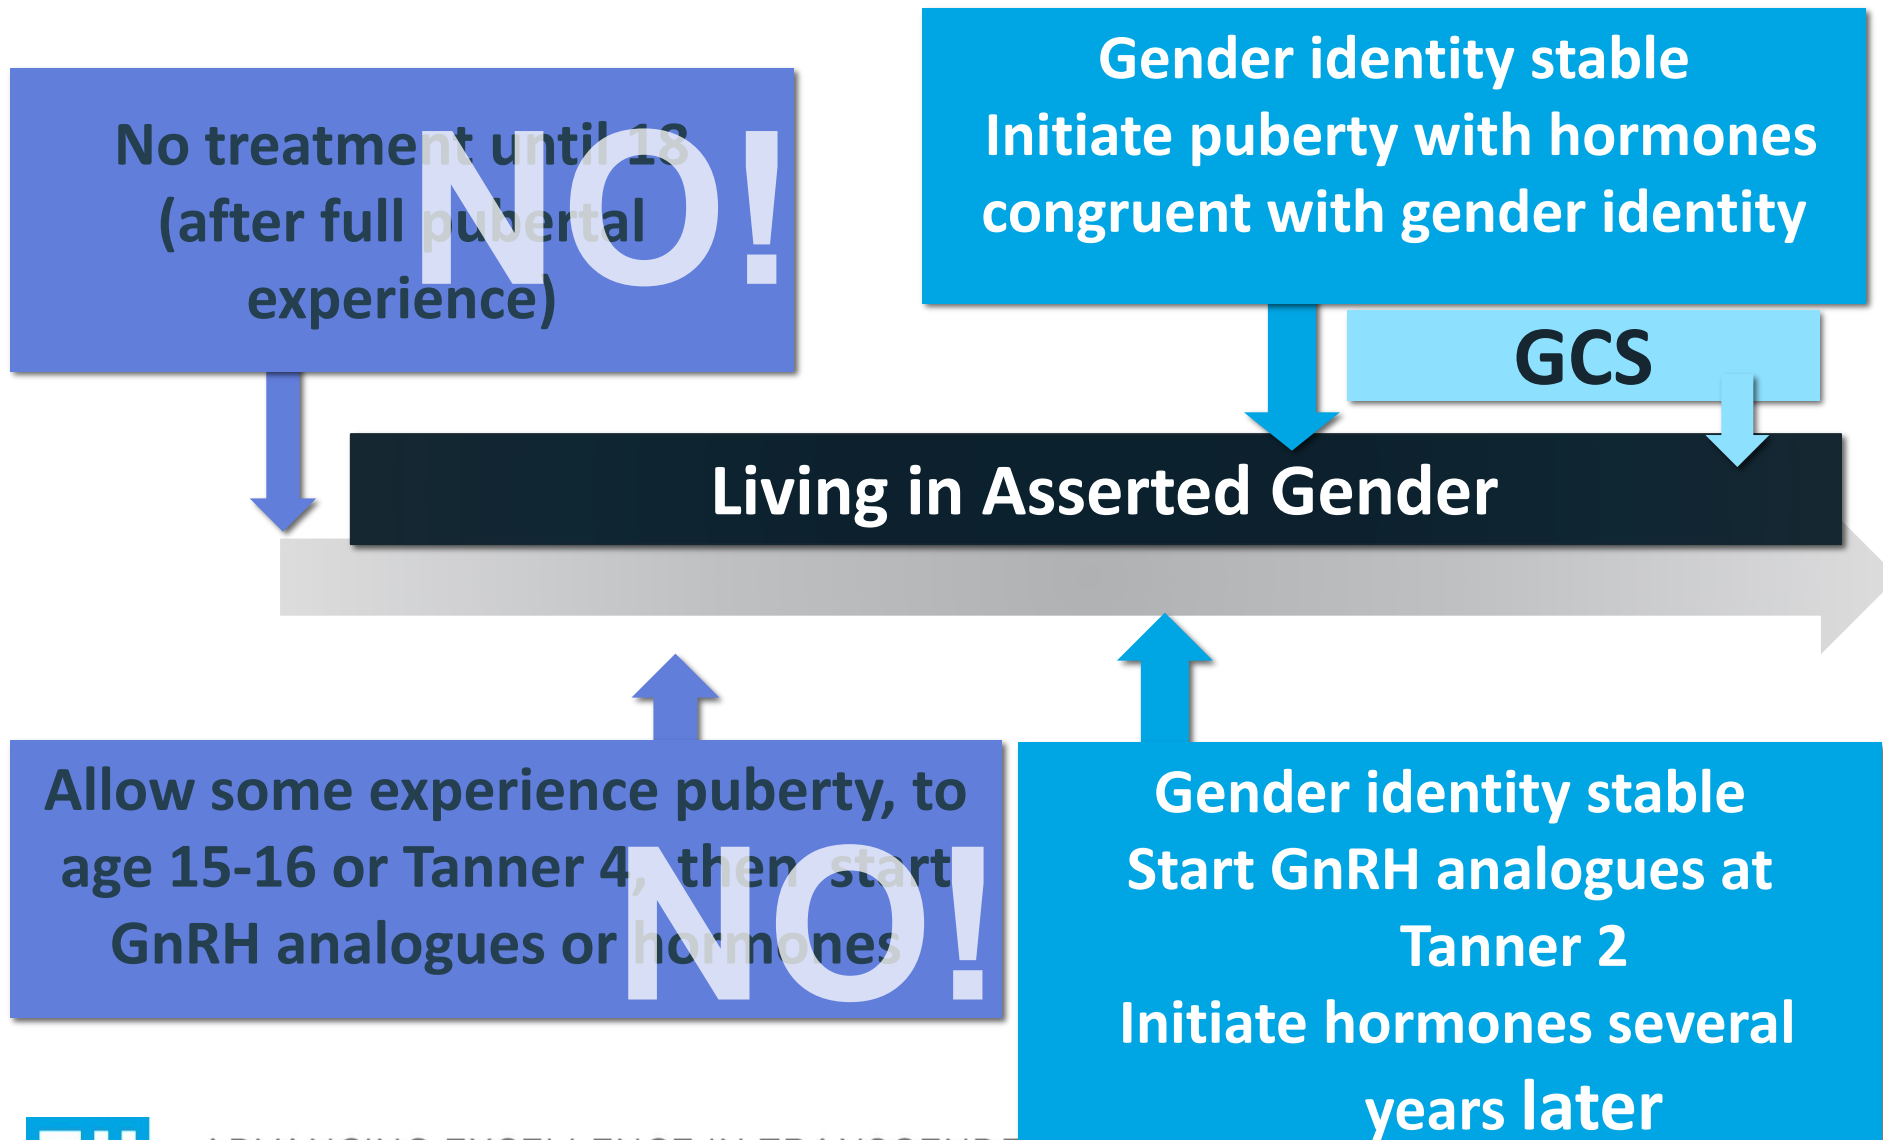 No treatment until 18
(after full pubertal
experience)
NO!
Gender identity stable
Initiate puberty with hormones
congruent with gender identity
GCS
Living in Asserted Gender
Allow some experience puberty, to
age 15-16 or Tanner 4, then start
GnRH analogues or hormones
NO!
Gender identity stable
Start GnRH analogues at
Tanner 2
Initiate hormones several
years later
ADVANCING EXCELLENCE IN